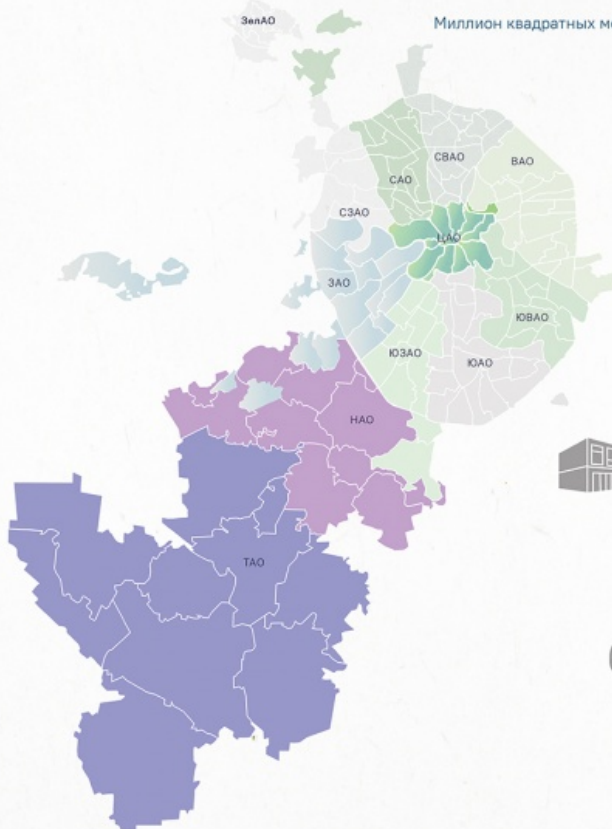 ЗелАО
Миллион квадратных
СВАО
ВАО
САО
СЗАО
ЦАО
ЗАО
ЮВАО
ЮЗАО
ЮАО
НАО
ТАО